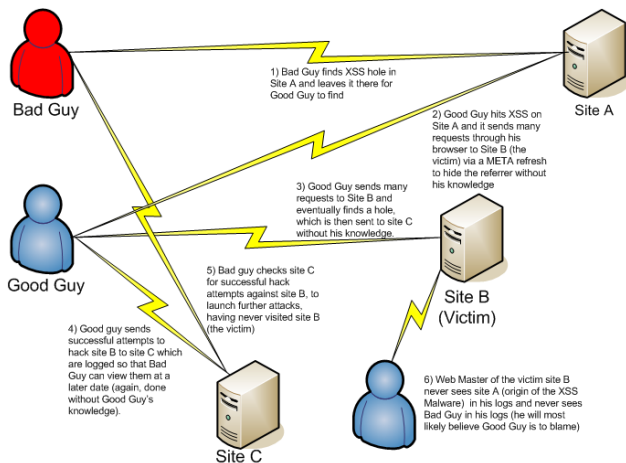 Bad Guy
1) Bad Guy finds XSS hole in
Site A and leaves it there for
Good Guy to find
Site A
2) Good Guy hits XSS on
Site A and it sends many
requests through his
browser to Site B (the
victim) via a META refresh
to hide the referrer without
his knowledge
3) Good Guy sends many
requests to Site B and
eventually finds a hole,
which is then sent to site C
without his knowledge.
Good Guy
Site B
(Victim)
5) Bad guy checks site C
for successful hack
attempts against site B, to
launch further attacks,
having never visited site B
(the victim)
4) Good guy sends
successful attempts to
hack site B to site C which
are logged so that Bad
Guy can view them at a
later date (again, done
without Good Guy's
knowledge).
Site C
6) Web Master of the victim site B
never sees site A (origin of the XSS
Malware) in his logs and never sees
Bad Guy in his logs (he will most
likely believe Good Guy is to blame)